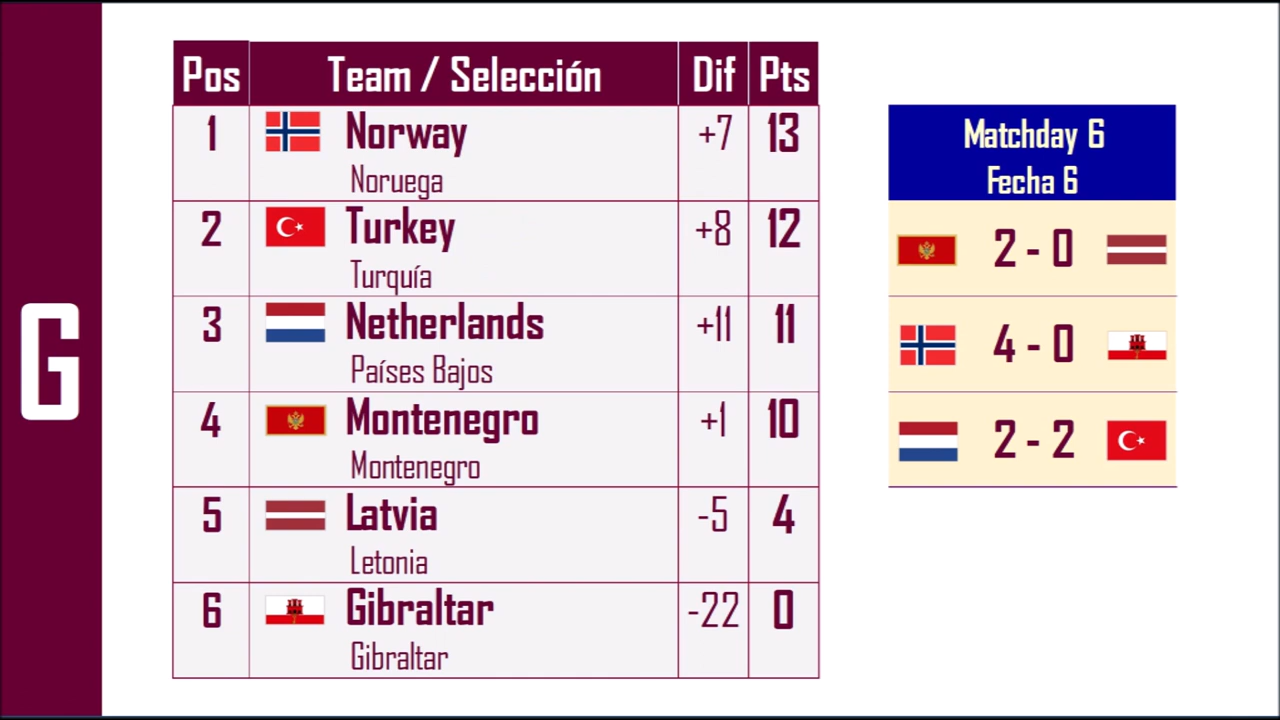 G
Pos Team / Selección Dif Pts
1 Norway +7 13
Noruega
2 Turkey +8 12
Turquía
3 Netherlands +11 11
Países Bajos
4 Montenegro +1 10
Montenegro
5 Latvia -5 4
Letonia
6 Gibraltar -22 0
Gibraltar
Matchday 6
Fecha 6
2 - 0
4 - 0
2 - 2